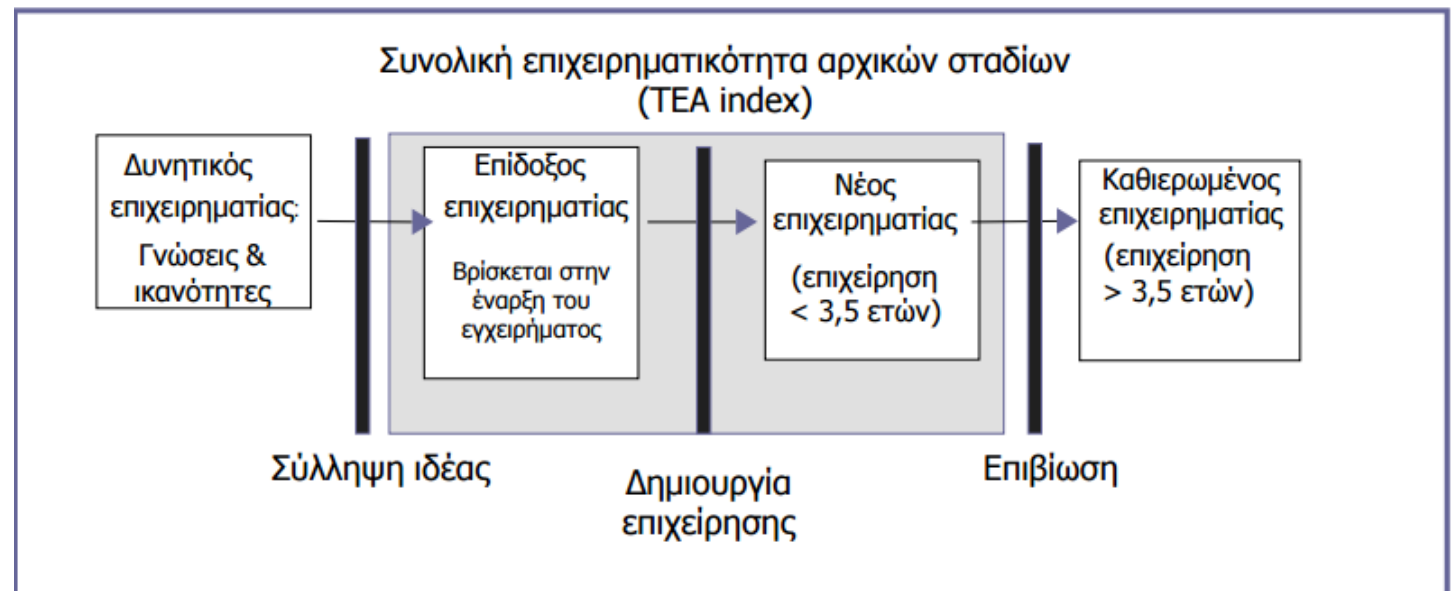 Συνολική επιχειρηματικότητα αρχικών σταδίων
(TEA index)
Δυνητικός
επιχειρηματίας:
Γνώσεις &
ικανότητες
Επίδοξος
επιχειρηματίας
Βρίσκεται στην
έναρξη του
εγχειρήματος
Νέος
επιχειρηματίας
(επιχείρηση
< 3,5 ετών)
Καθιερωμένος
επιχειρηματίας
(επιχείρηση
> 3,5 ετών)
Σύλληψη ιδέας
Δημιουργία
επιχείρησης
Επιβίωση